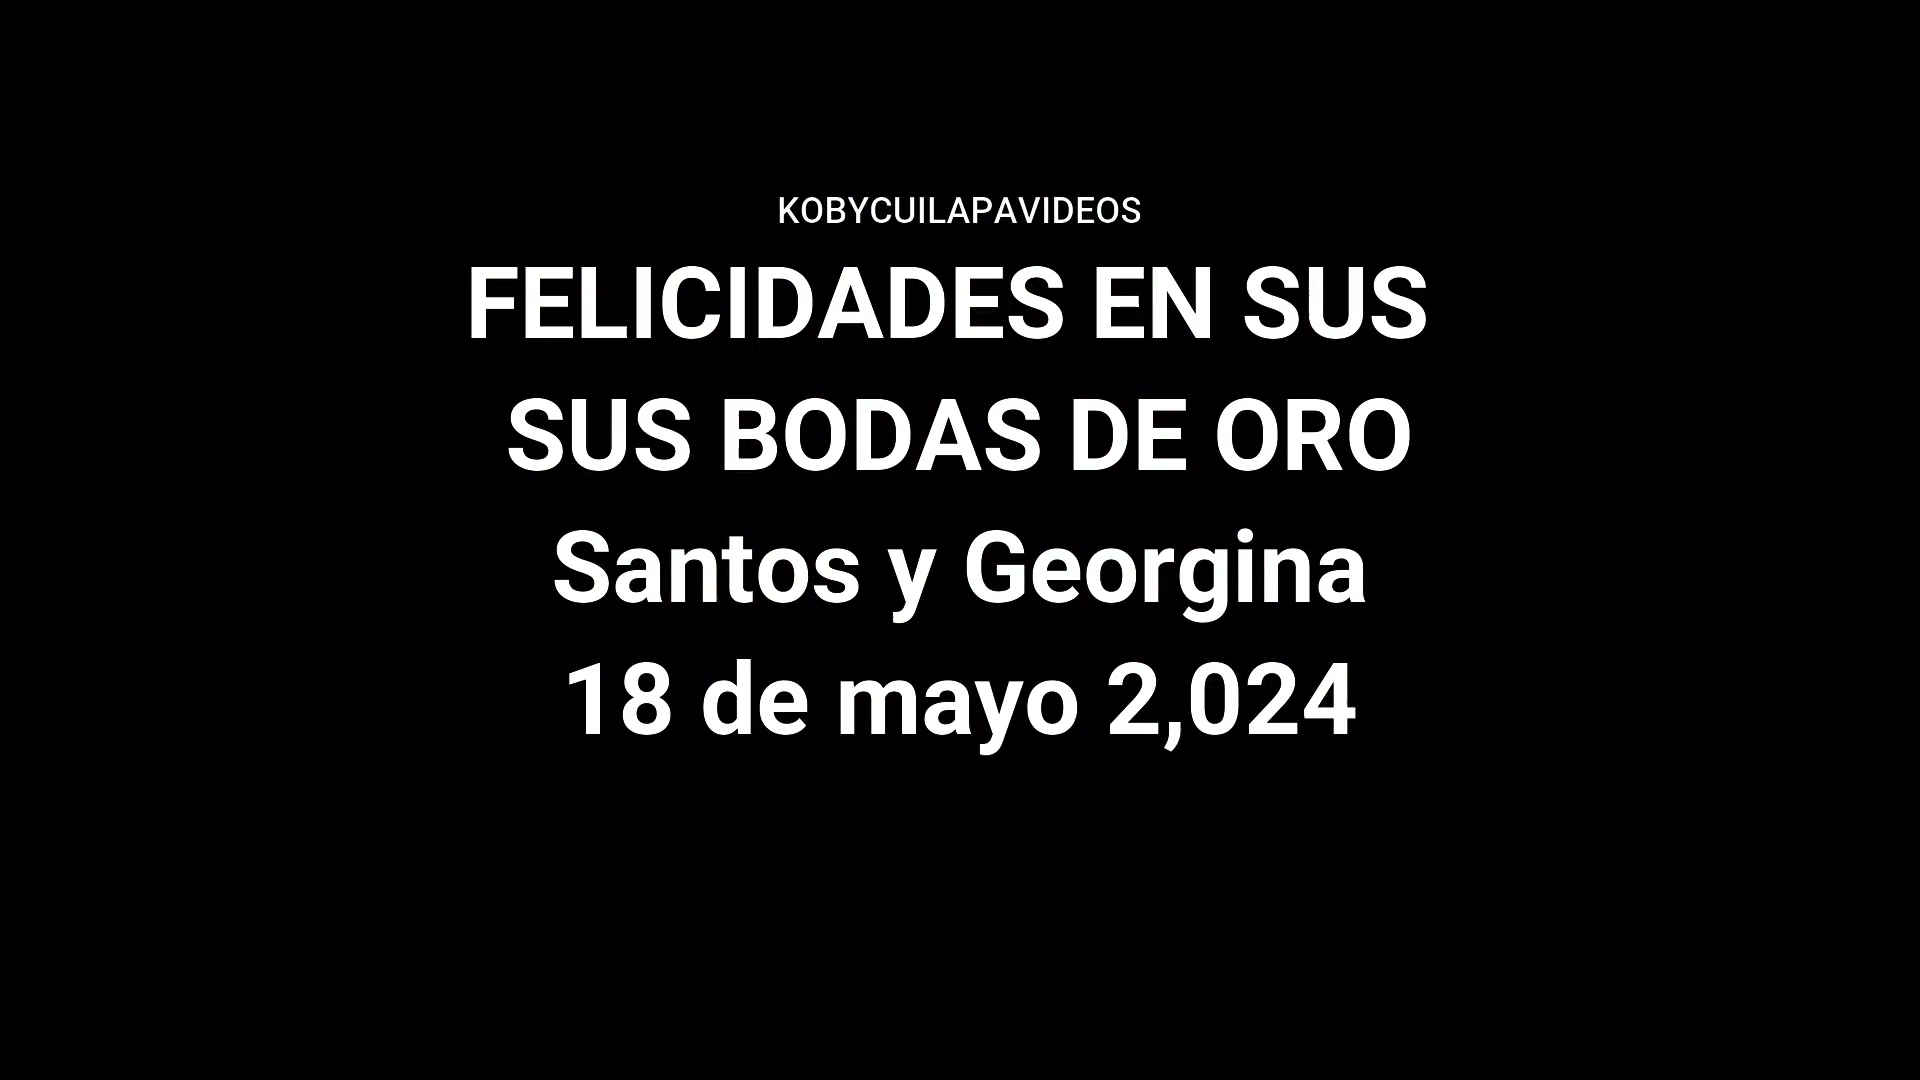 KOBYCUILAPAVIDEOS
FELICIDADES EN SUS
SUS BODAS DE ORO
Santos y Georgina
18 de mayo 2,024